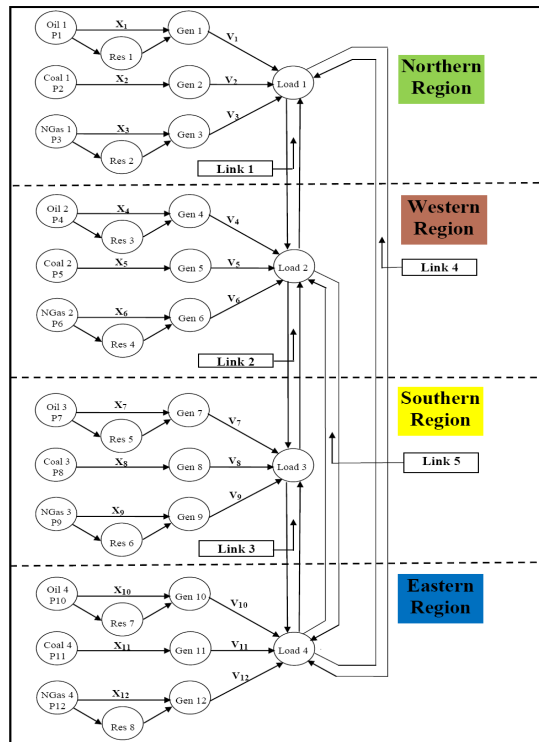 Oil 1
P1
X1
Gen 1
V1
Res 1
Coal 1
P2
X2
Gen 2
V2
Load 1
NGas 1
P3
X3
Gen 3
V3
Res 2
Link 1
Northern
Region
Oil 2
P4
X4
Gen 4
V4
Res 3
Coal 2
P5
X5
Gen 5
V5
Load 2
NGas 2
P6
X6
Gen 6
V6
Res 4
Link 2
Western
Region
Link 4
Oil 3
P7
X7
Gen 7
V7
Res 5
Coal 3
P8
X8
Gen 8
V8
Load 3
NGas 3
P9
X9
Gen 9
V9
Res 6
Link 3
Southern
Region
Link 5
Oil 4
P10
X10
Gen 10
V10
Res 7
Coal 4
P11
X11
Gen 11
V11
Load 4
NGas 4
P12
X12
Gen 12
V12
Res 8
Eastern
Region